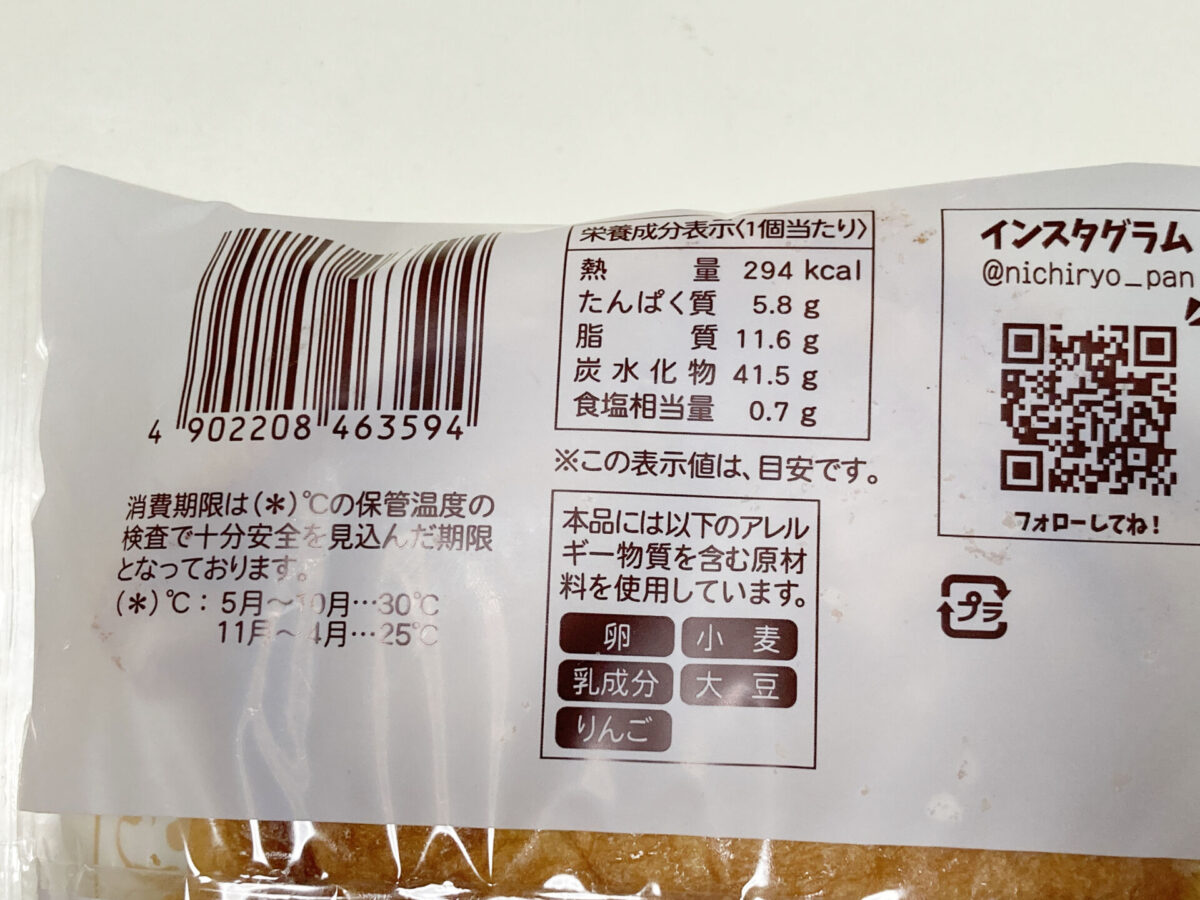 4 902208 463594
消費期限は(*)℃の保管温度の
検査で十分安全を見込んだ期限
となっております。
(*)℃：5月～10月…30℃
11月～4月…25℃
栄養成分表示〈1個当たり〉
熱量 294 kcal
たんぱく質 5.8 g
脂質 11.6 g
炭水化物 41.5 g
食塩相当量 0.7 g
※この表示値は、目安です。
本品には以下のアレル
ギー物質を含む原材
料を使用しています。
卵 小麦
乳成分 大豆
りんご
インスタグラム
@nichiryo_pan
フォローしてね!
プラ